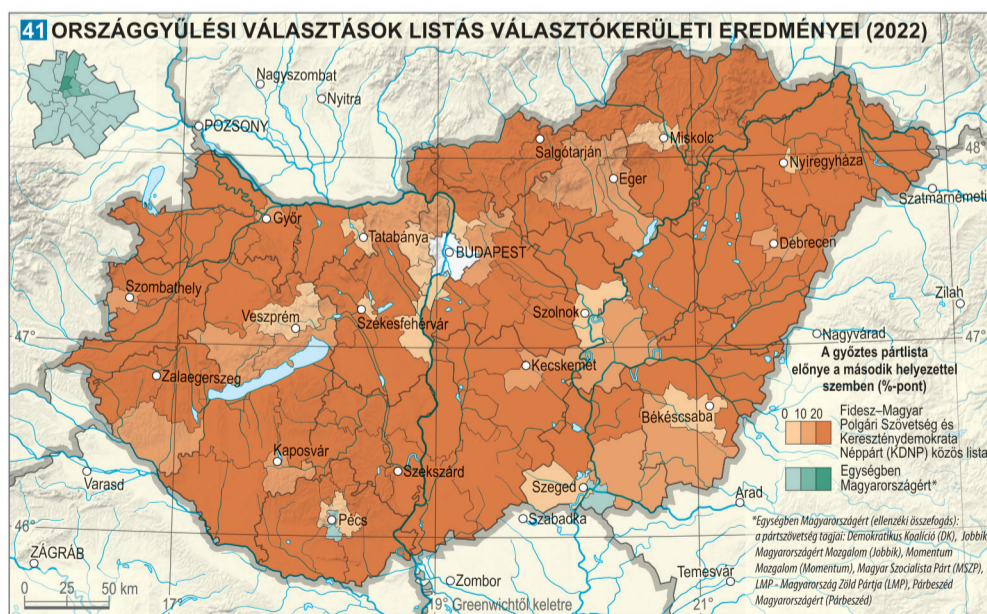 41 ORSZÁGGYŰLÉSI VÁLASZTÁSOK LISTÁS VÁLASZTÓKERÜLETI EREDMÉNYEI (2022)
Nagyszombat
Nyitra
POZSONY
Salgótarján
Miskolc
48°
Nyíregyháza
Eger
Szatmárnémeti
Győr
Tatabánya
BUDAPEST
Debrecen
Szombathely
Zilah
Veszprém
Székesfehérvár
Szolnok
47°
47°
Nagyvárad
Zalaegerszeg
Kecskemét
A győztes pártlista
előnye a második helyezettel
szemben (%-pont)
Békéscsaba
0 10 20
Fidesz–Magyar
Polgári Szövetség és
Kereszténydemokrata
Néppárt (KDNP) közös lista
Kaposvár
Szekszárd
Varasd
Szeged
Egységben
Magyarországért*
Arad
46°
Pécs
Szabadka
*Egységben Magyarországért (ellenzéki összefogás):
a pártszövetség tagjai: Demokratikus Koalíció (DK), Jobbik
Magyarországért Mozgalom (Jobbik), Momentum
Mozgalom (Momentum), Magyar Szocialista Párt (MSZP),
LMP - Magyarország Zöld Pártja (LMP), Párbeszéd
Magyarországért (Párbeszéd)
ZÁGRÁB
Zombor
Temesvár
0 25 50 km
17°
19°
Greenwichtől keletre
21°